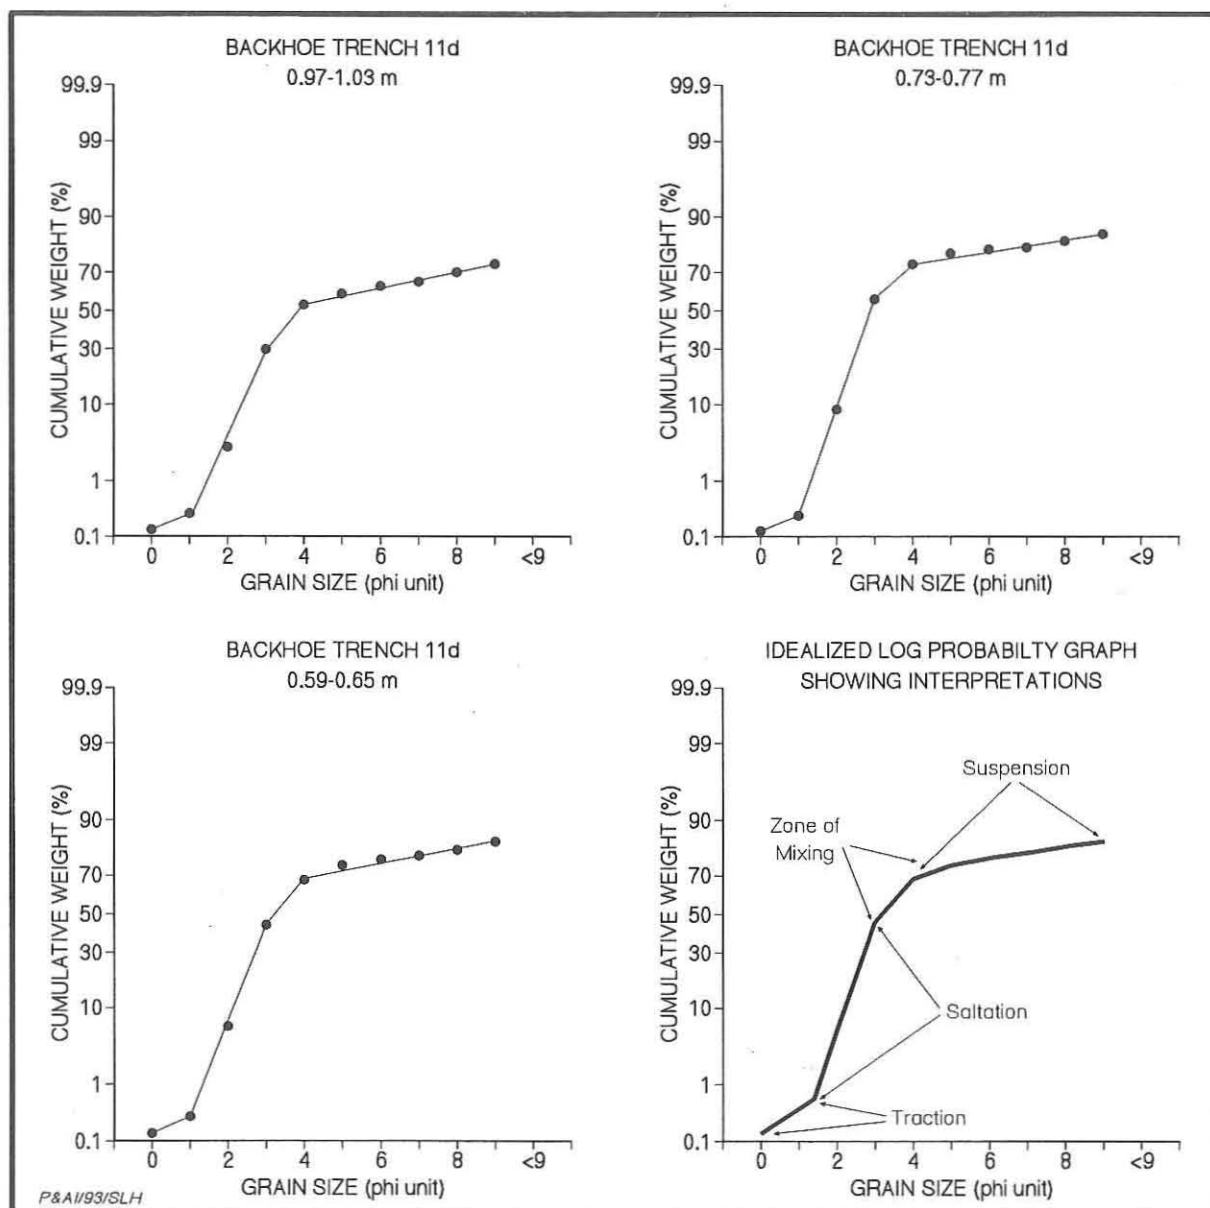 BACKHOE TRENCH 11d
0.97-1.03 m
99.9
99
90
70
50
30
10
1
0.1
CUMULATIVE WEIGHT (%)
0 2 4 6 8 <9
GRAIN SIZE (phi unit)
BACKHOE TRENCH 11d
0.73-0.77 m
99.9
99
90
70
50
30
10
1
0.1
CUMULATIVE WEIGHT (%)
0 2 4 6 8 <9
GRAIN SIZE (phi unit)
BACKHOE TRENCH 11d
0.59-0.65 m
99.9
99
90
70
50
30
10
1
0.1
CUMULATIVE WEIGHT (%)
0 2 4 6 8 <9
GRAIN SIZE (phi unit)
IDEALIZED LOG PROBABILTY GRAPH
SHOWING INTERPRETATIONS
99.9
99
90
70
50
30
10
1
0.1
CUMULATIVE WEIGHT (%)
Suspension
Zone of
Mixing
Saltation
Traction
0 2 4 6 8 <9
GRAIN SIZE (phi unit)
P&AI/93/SLH